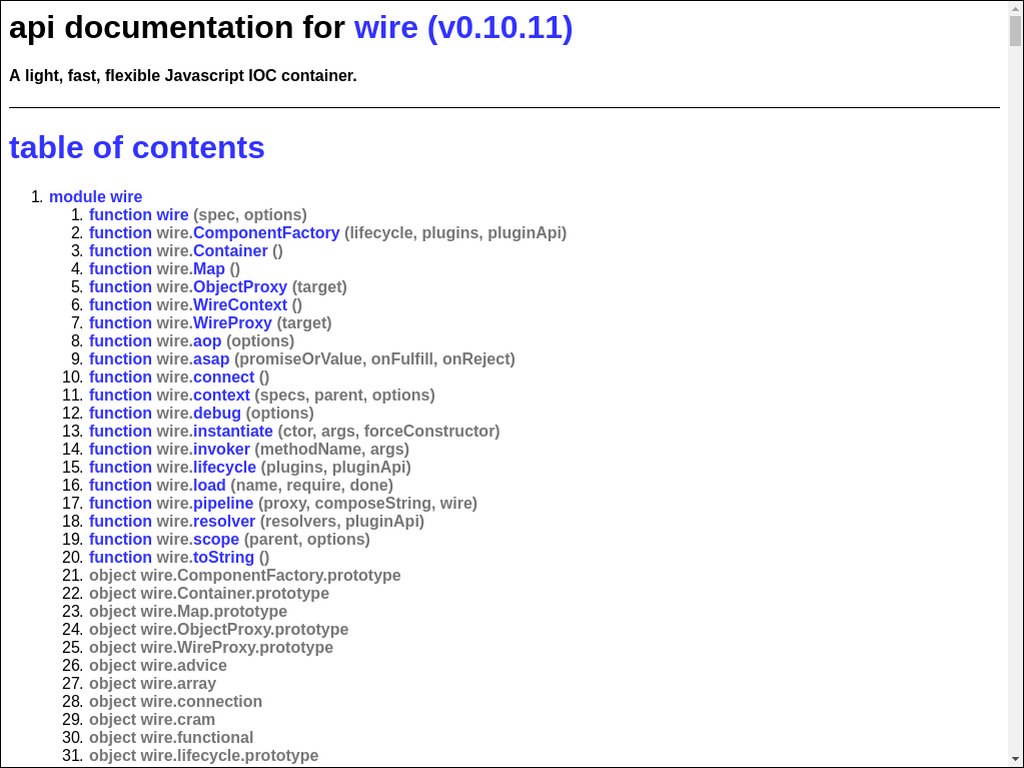 api documentation for wire (v0.10.11)
A light, fast, flexible Javascript IOC container.
table of contents
1. module wire
1. function wire (spec, options)
2. function wire.ComponentFactory (lifecycle, plugins, pluginApi)
3. function wire.Container ()
4. function wire.Map ()
5. function wire.ObjectProxy (target)
6. function wire.WireContext ()
7. function wire.WireProxy (target)
8. function wire.aop (options)
9. function wire.asap (promiseOrValue, onFulfill, onReject)
10. function wire.connect ()
11. function wire.context (specs, parent, options)
12. function wire.debug (options)
13. function wire.instantiate (ctor, args, forceConstructor)
14. function wire.invoker (methodName, args)
15. function wire.lifecycle (plugins, pluginApi)
16. function wire.load (name, require, done)
17. function wire.pipeline (proxy, composeString, wire)
18. function wire.resolver (resolvers, pluginApi)
19. function wire.scope (parent, options)
20. function wire.toString ()
21. object wire.ComponentFactory.prototype
22. object wire.Container.prototype
23. object wire.Map.prototype
24. object wire.ObjectProxy.prototype
25. object wire.WireProxy.prototype
26. object wire.advice
27. object wire.array
28. object wire.connection
29. object wire.cram
30. object wire.functional
31. object wire.lifecycle.prototype